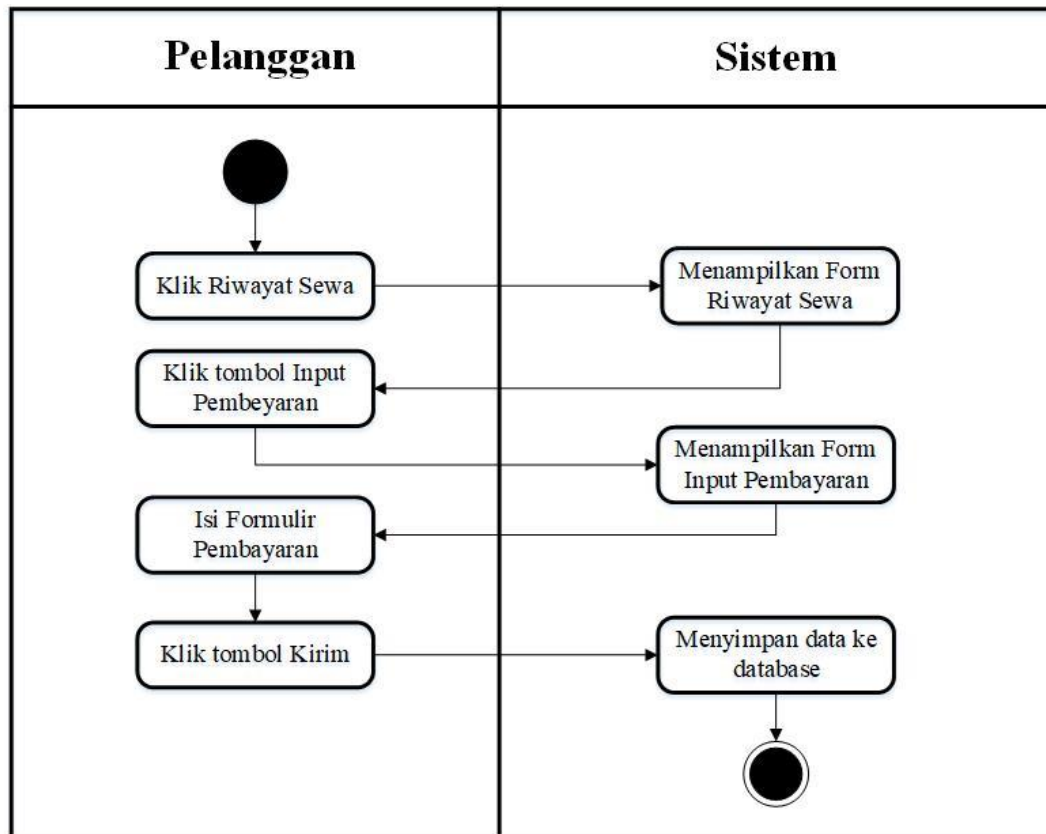 Pelanggan
Sistem
Klik Riwayat Sewa
Menampilkan Form
Riwayat Sewa
Klik tombol Input
Pembeyaran
Menampilkan Form
Input Pembayaran
Isi Formulir
Pembayaran
Klik tombol Kirim
Menyimpan data ke
database